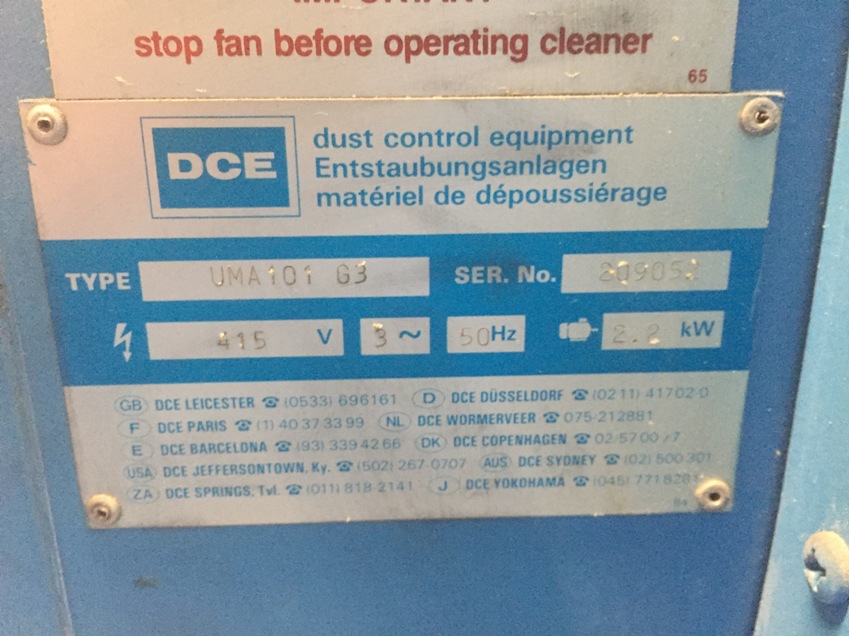 stop fan before operating cleaner
65
DCE
dust control equipment
Entstaubungsanlagen
matériel de dépoussiérage
TYPE UMA101 G3 SER. No.
415 V 3 ~ 50Hz 2.2 kW
GB DCE LEICESTER ☎ (0533) 696161 D DCE DÜSSELDORF ☎ (0211) 41702-0
F DCE PARIS ☎ (1) 40 37 33 99 NL DCE WORMERVEER ☎ 075-212881
E DCE BARCELONA ☎ (93) 339 42 66 DK DCE COPENHAGEN ☎ 02-57 00
USA DCE JEFFERSONTOWN, Ky. ☎ (502) 267-0707 AUS DCE SYDNEY ☎ (02) 500 301
ZA DCE SPRINGS, Tvl. ☎ (011) 818-2141 J DCE YOKOHAMA ☎ (045)